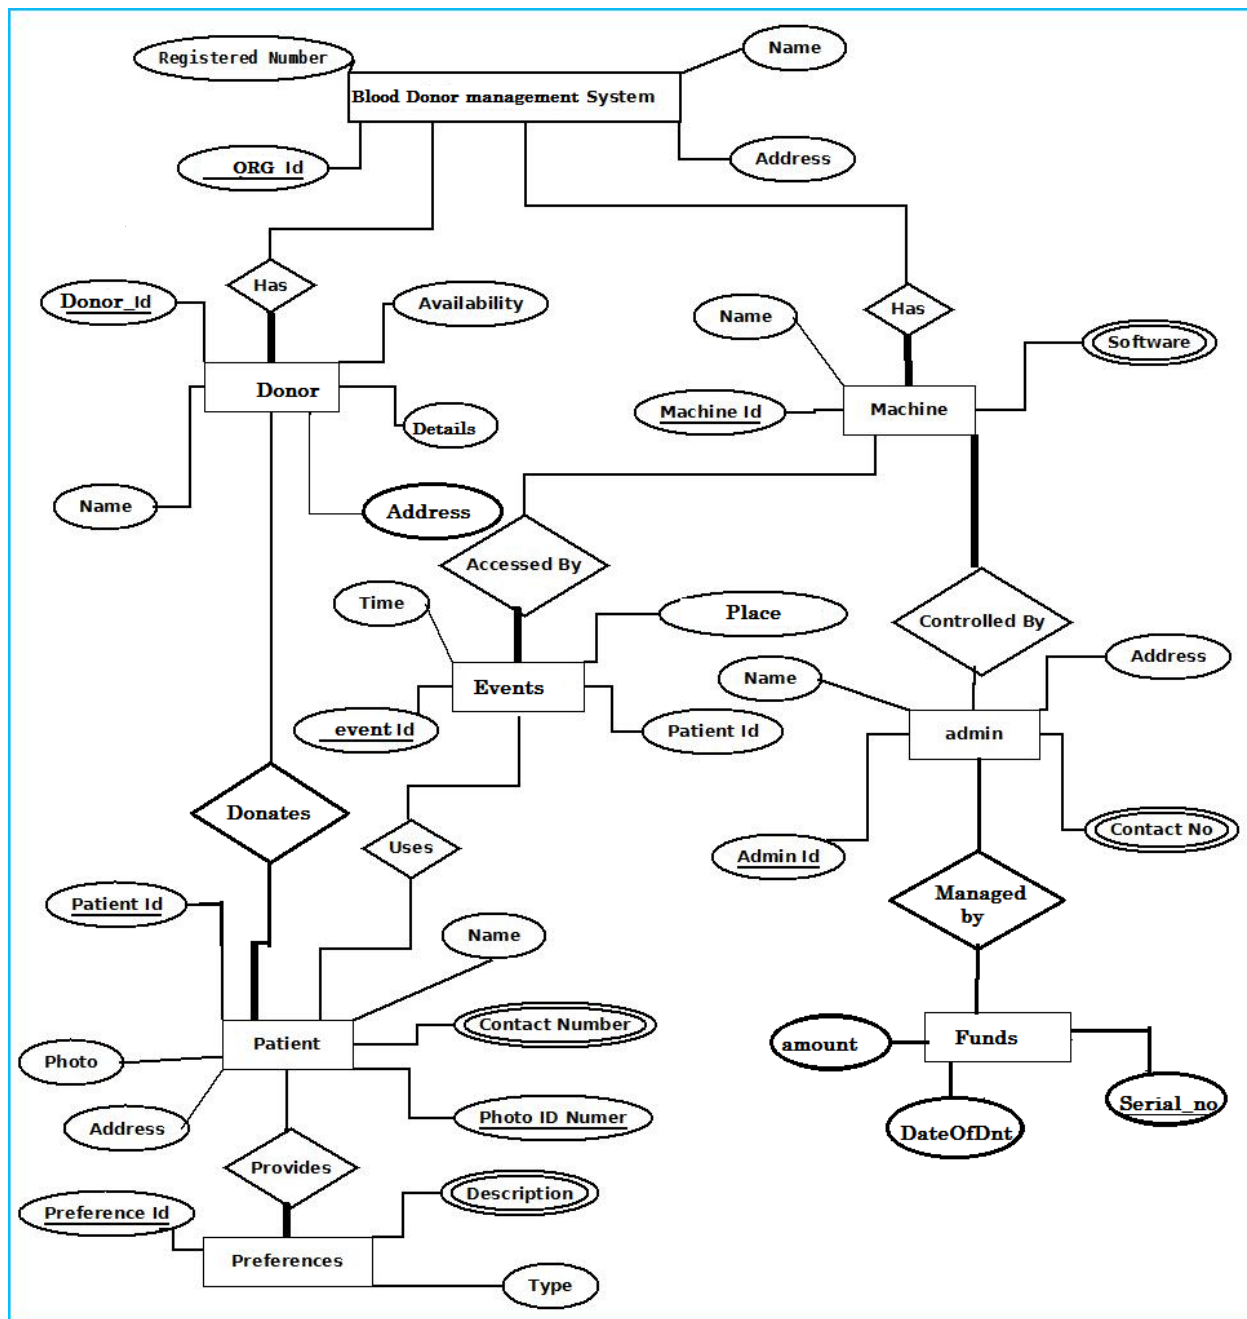 Registered Number
Name
Blood Donor management System
ORG_Id
Address
Has
Donor_Id
Availability
Has
Name
Software
Donor
Machine Id
Machine
Details
Name
Address
Accessed By
Time
Place
Controlled By
Address
Name
Events
event Id
Patient Id
admin
Donates
Uses
Contact No
Admin Id
Patient Id
Managed
by
Name
Contact Number
Patient
Photo
amount
Funds
Serial_no
Address
Photo ID Numer
DateOfDnt
Provides
Description
Preference Id
Preferences
Type